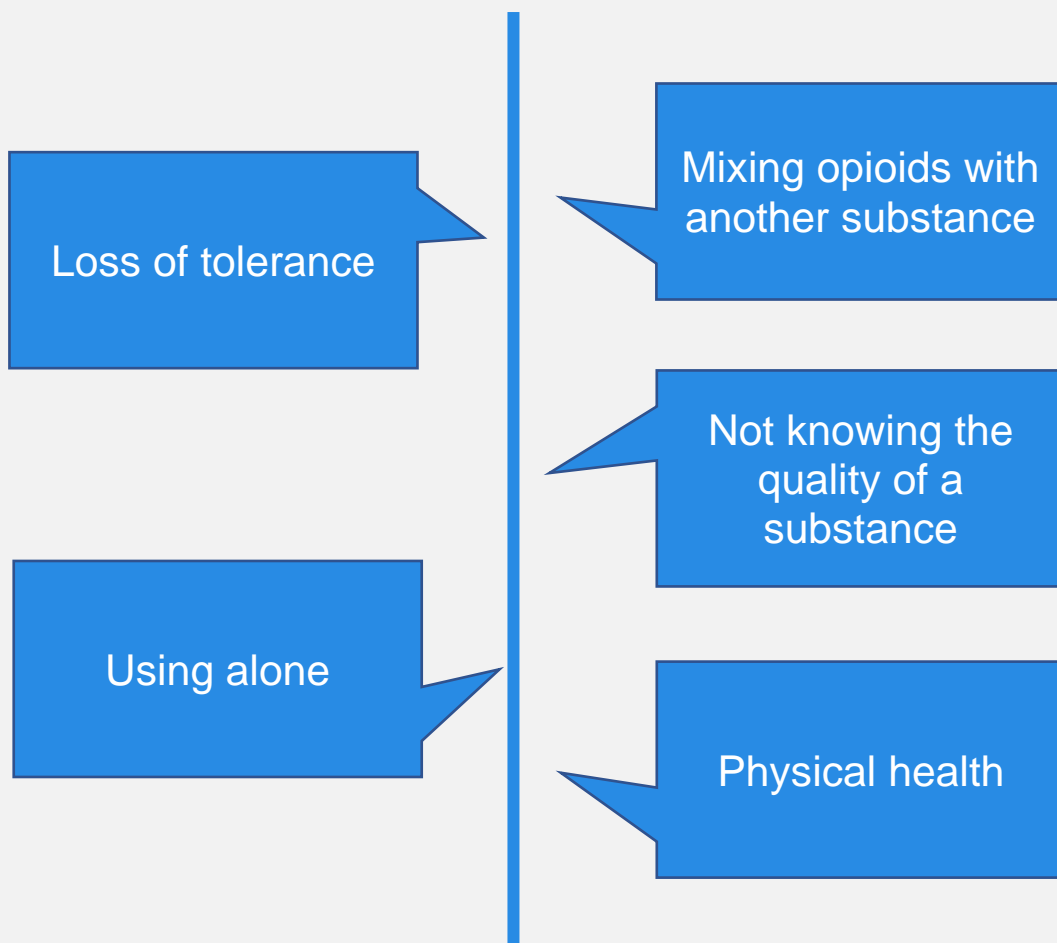 Mixing opioids with
another substance
Loss of tolerance
Not knowing the
quality of a
substance
Using alone
Physical health